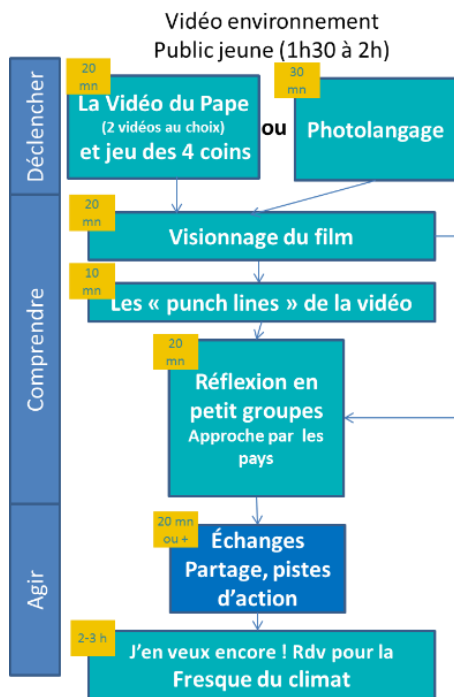 Vidéo environnement
Public jeune (1h30 à 2h)
Déclencher
20
mn
La Vidéo du Pape
(2 vidéos au choix)
et jeu des 4 coins
ou
30
mn
Photolangage
Comprendre
20
mn
Visionnage du film
10
mn
Les « punch lines » de la vidéo
20
mn
Réflexion en
petit groupes
Approche par les
pays
Agir
20 mn
ou +
Échanges
Partage, pistes
d'action
2-3 h
J'en veux encore ! Rdv pour la
Fresque du climat